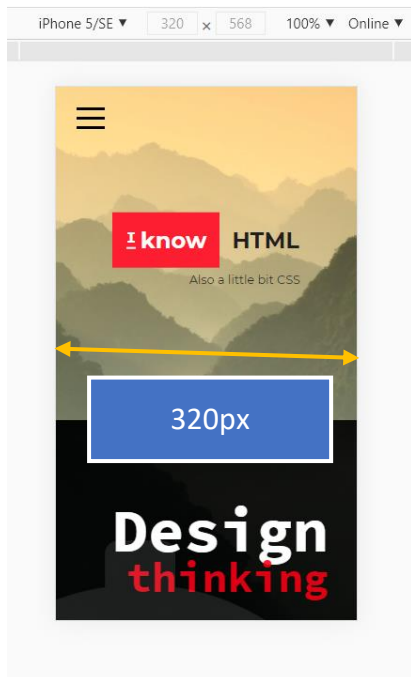 iPhone 5/SE ▼ 320 × 568 100% ▼ Online ▼
I know HTML
Also a little bit CSS
320px
Design
thinking